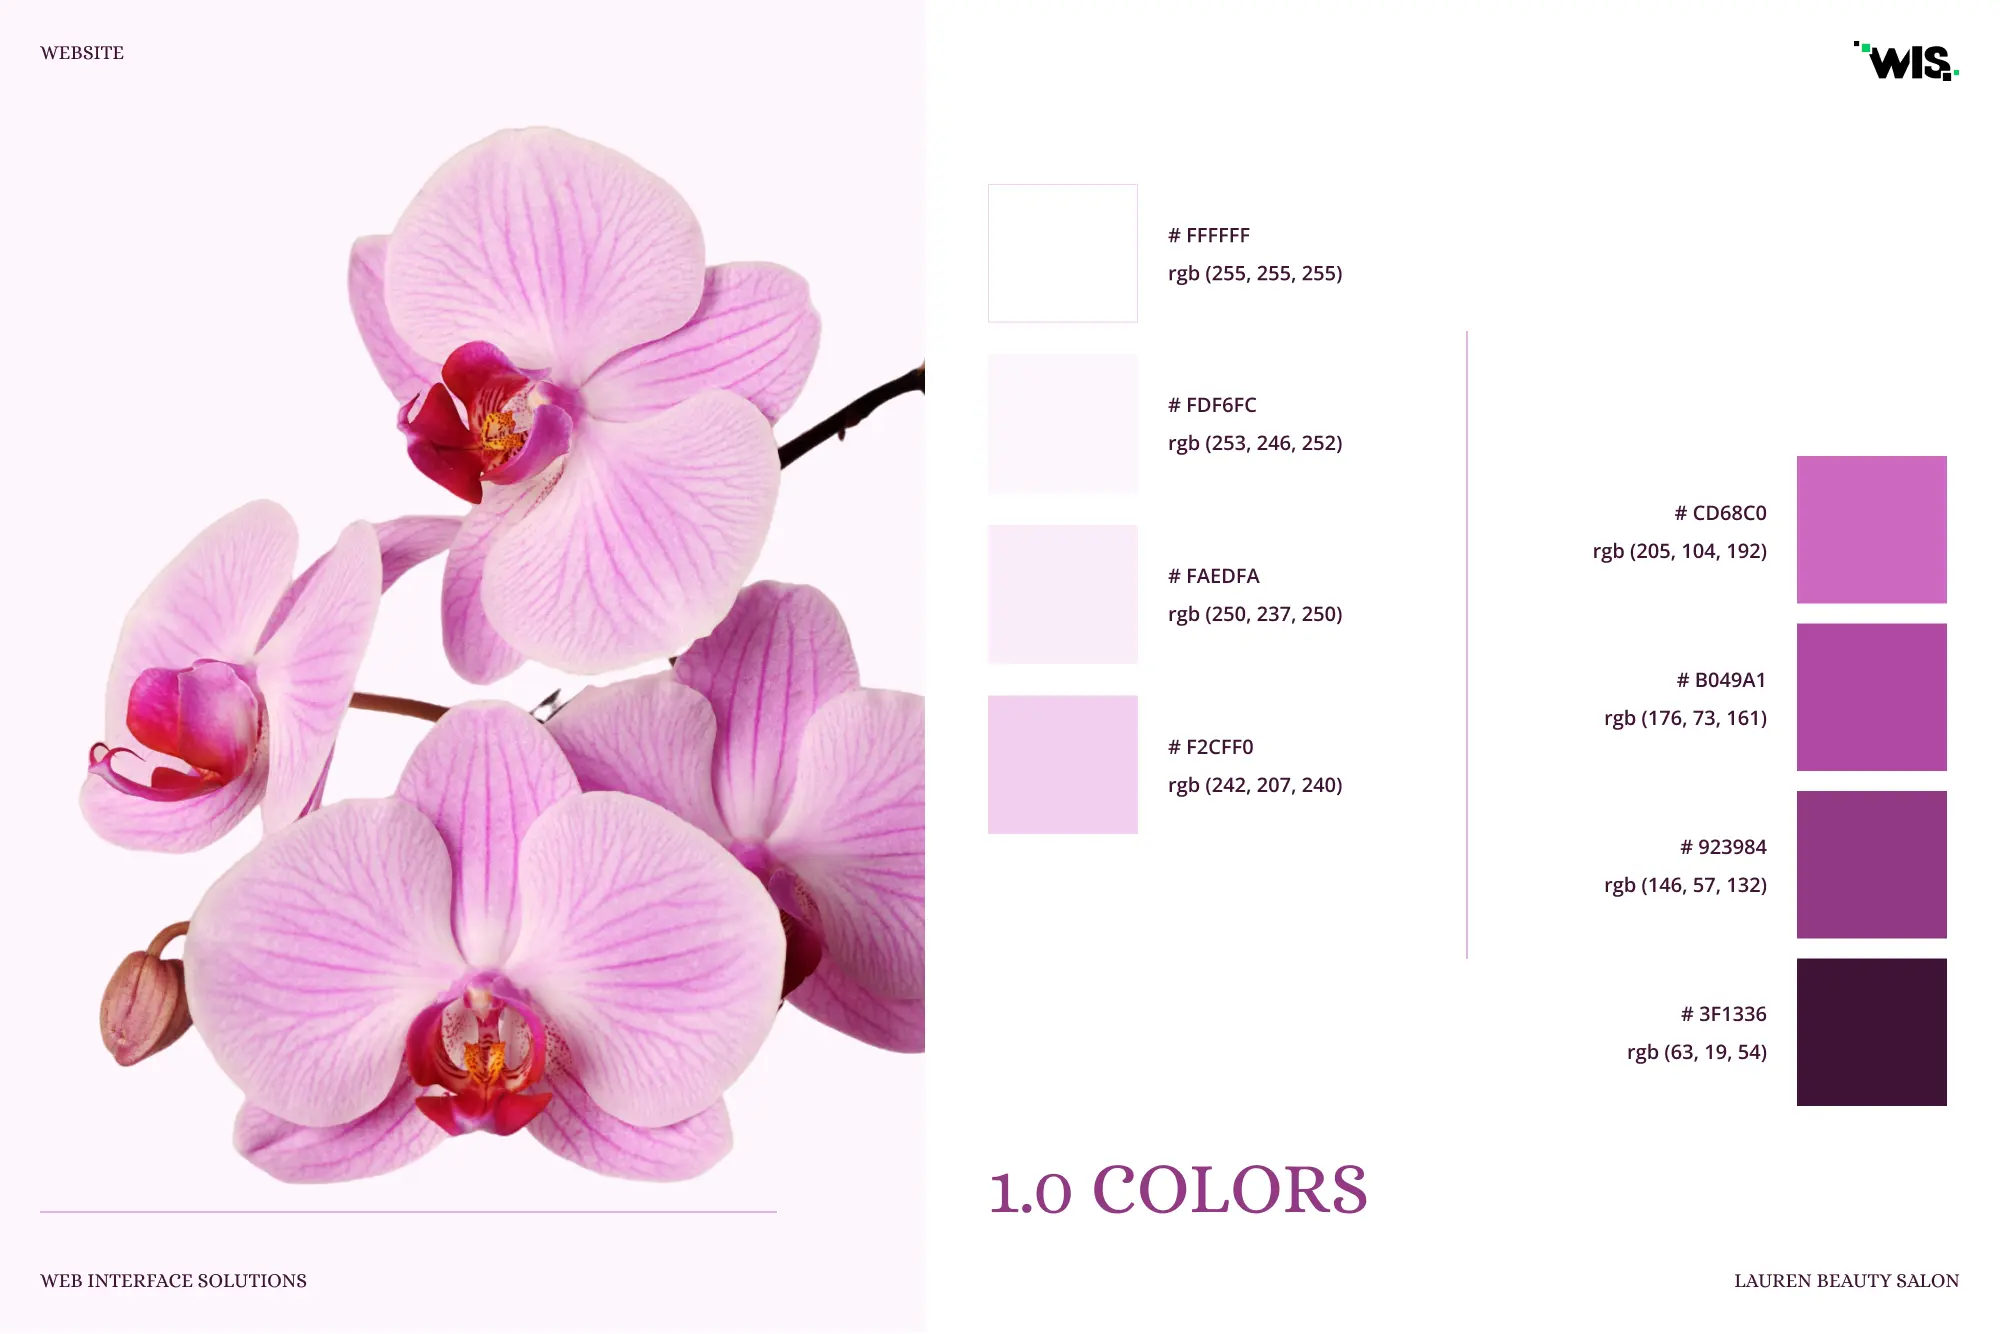 WEBSITE
WIS.
# FFFFFF
rgb (255, 255, 255)
# FDF6FC
rgb (253, 246, 252)
# FAEDFA
rgb (250, 237, 250)
# F2CFF0
rgb (242, 207, 240)
# CD68C0
rgb (205, 104, 192)
# B049A1
rgb (176, 73, 161)
# 923984
rgb (146, 57, 132)
# 3F1336
rgb (63, 19, 54)
1.0 COLORS
WEB INTERFACE SOLUTIONS
LAUREN BEAUTY SALON